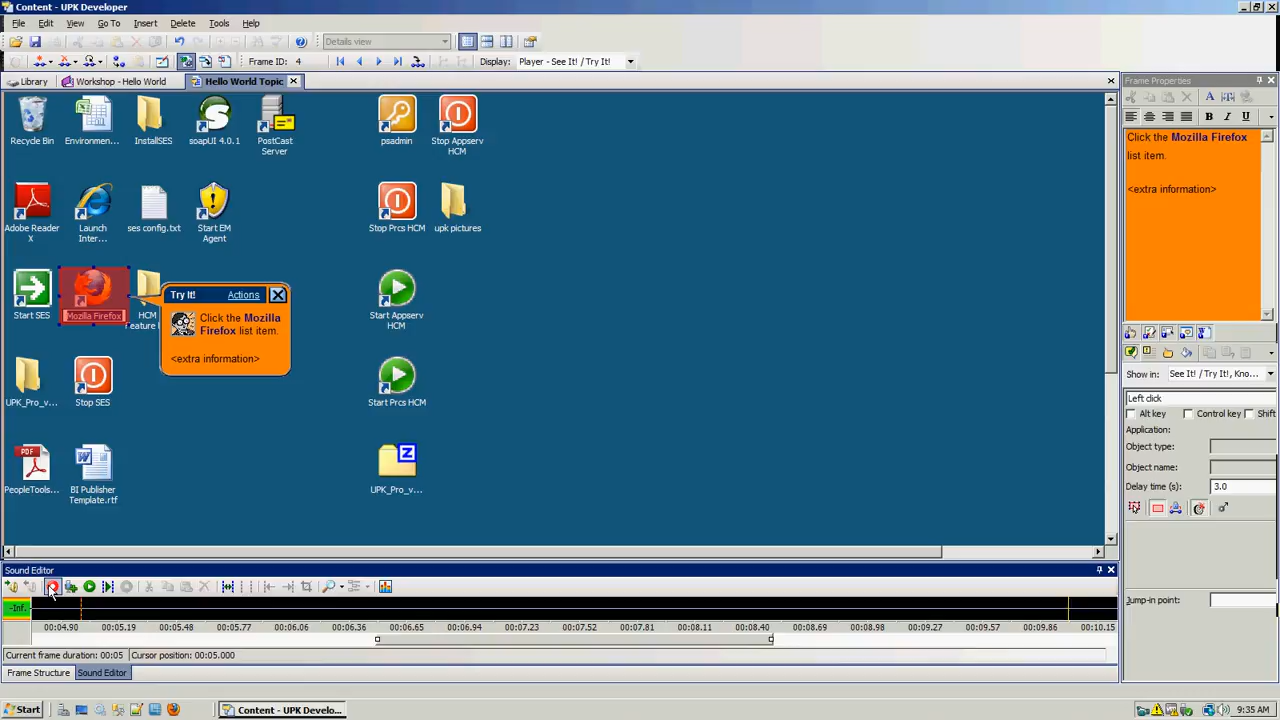 Content - UPK Developer
File Edit View Go To Insert Delete Tools Help
Details view
Frame ID: 4 Display: Player - See It! / Try It!
Library Workshop - Hello World Hello World Topic
Frame Properties
Recycle Bin Environmen... InstallSES soapUI 4.0.1 PostCast Server psadmin Stop Appserv HCM
Click the Mozilla Firefox
list item.
<extra information>
Adobe Reader X Launch Inter... ses config.txt Start EM Agent Stop Prcs HCM upk pictures
Start SES Mozilla Firefox HCM Start Appserv HCM
Try It! Actions
Click the Mozilla
Firefox list item.
<extra information>
UPK_Pro_v... Stop SES Start Prcs HCM
Show in: See It! / Try It!, Kno...
Left click
Alt key Control key Shift
Application:
Object type:
Object name:
Delay time (s): 3.0
PDF
PeopleTools... BI Publisher Template.rtf UPK_Pro_v...
Sound Editor
-Inf.
00:04.90 00:05.19 00:05.48 00:05.77 00:06.06 00:06.36 00:06.65 00:06.94 00:07.23 00:07.52 00:07.81 00:08.11 00:08.40 00:08.69 00:08.98 00:09.27 00:09.57 00:09.86 00:10.15
Jump-in point:
Current frame duration: 00:05 Cursor position: 00:05.000
Frame Structure Sound Editor
Start Content - UPK Develo... 9:35 AM